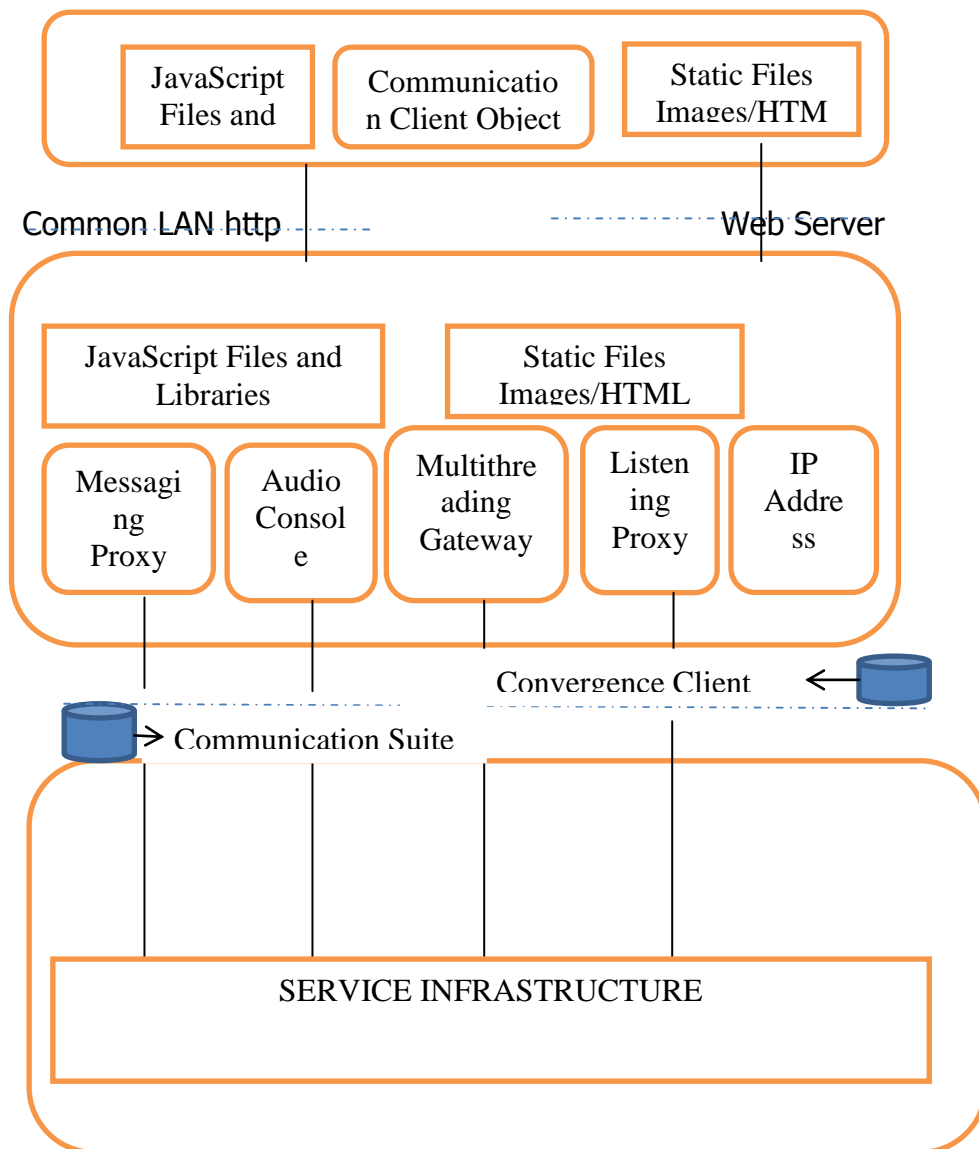 JavaScript
Files and
Communicatio
n Client Object
Static Files
Images/HTM
Common LAN http
Web Server
JavaScript Files and
Libraries
Static Files
Images/HTML
Messagi
ng
Proxy
Audio
Consol
e
Multithre
ading
Gateway
Listen
ing
Proxy
IP
Addre
ss
Convergence Client
Communication Suite
SERVICE INFRASTRUCTURE